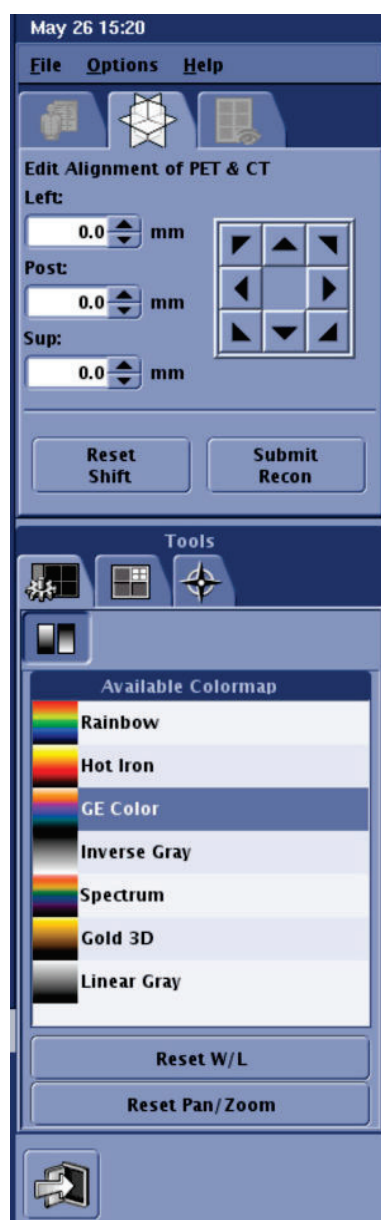 May 26 15:20
File Options Help
Edit Alignment of PET & CT
Left:
0.0 mm
Post:
0.0 mm
Sup:
0.0 mm
Reset Shift
Submit Recon
Tools
Available Colormap
Rainbow
Hot Iron
GE Color
Inverse Gray
Spectrum
Gold 3D
Linear Gray
Reset W/L
Reset Pan/Zoom